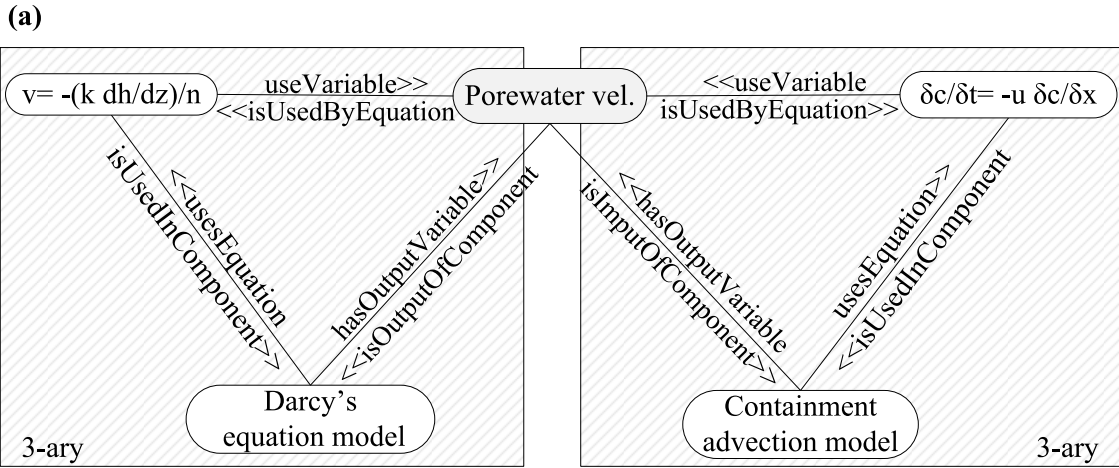 (a)
v= -(k dh/dz)/n
useVariable>>
<<isUsedByEquation
Porewater vel.
<<useVariable
isUsedByEquation>>
δc/δt= -u δc/δx
<<usesEquation
isUsedInComponent>>
hasOutputVariable>>
<<isOutputOfComponent
<<hasOutputVariable
isImputOfComponent>>
usesEquation>>
<<isUsedInComponent
Darcy’s
equation model
Containment
advection model
3-ary
3-ary